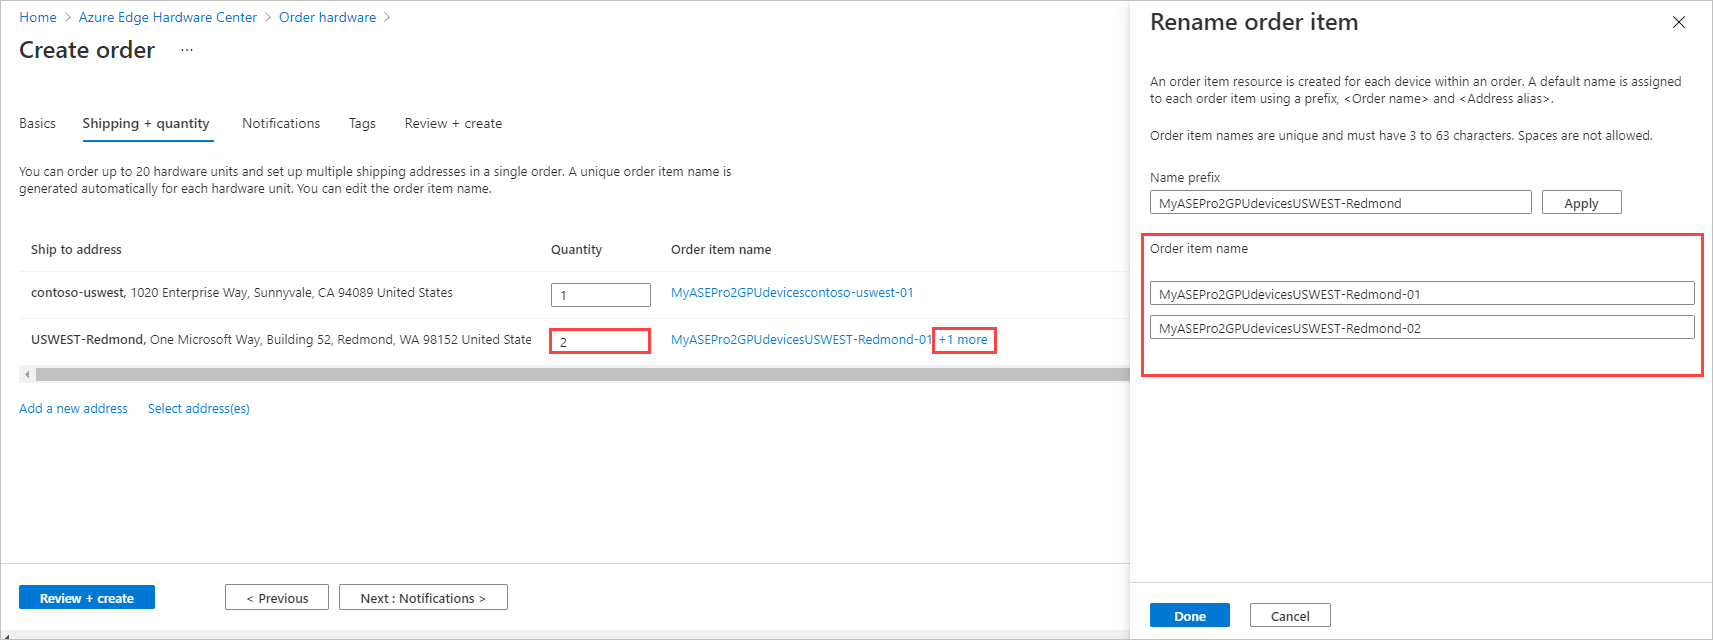 Home > Azure Edge Hardware Center > Order hardware >
Create order ...
Basics Shipping + quantity Notifications Tags Review + create
You can order up to 20 hardware units and set up multiple shipping addresses in a single order. A unique order item name is
generated automatically for each hardware unit. You can edit the order item name.
Ship to address Quantity Order item name
contoso-uswest, 1020 Enterprise Way, Sunnyvale, CA 94089 United States 1 MyASEPro2GPUdevicescontoso-uswest-01
USWEST-Redmond, One Microsoft Way, Building 52, Redmond, WA 98152 United State 2 MyASEPro2GPUdevicesUSWEST-Redmond-01 +1 more
Add a new address Select address(es)
Review + create < Previous Next : Notifications >
Rename order item
An order item resource is created for each device within an order. A default name is assigned
to each order item using a prefix, <Order name> and <Address alias>.
Order item names are unique and must have 3 to 63 characters. Spaces are not allowed.
Name prefix
MyASEPro2GPUdevicesUSWEST-Redmond Apply
Order item name
MyASEPro2GPUdevicesUSWEST-Redmond-01
MyASEPro2GPUdevicesUSWEST-Redmond-02
Done Cancel